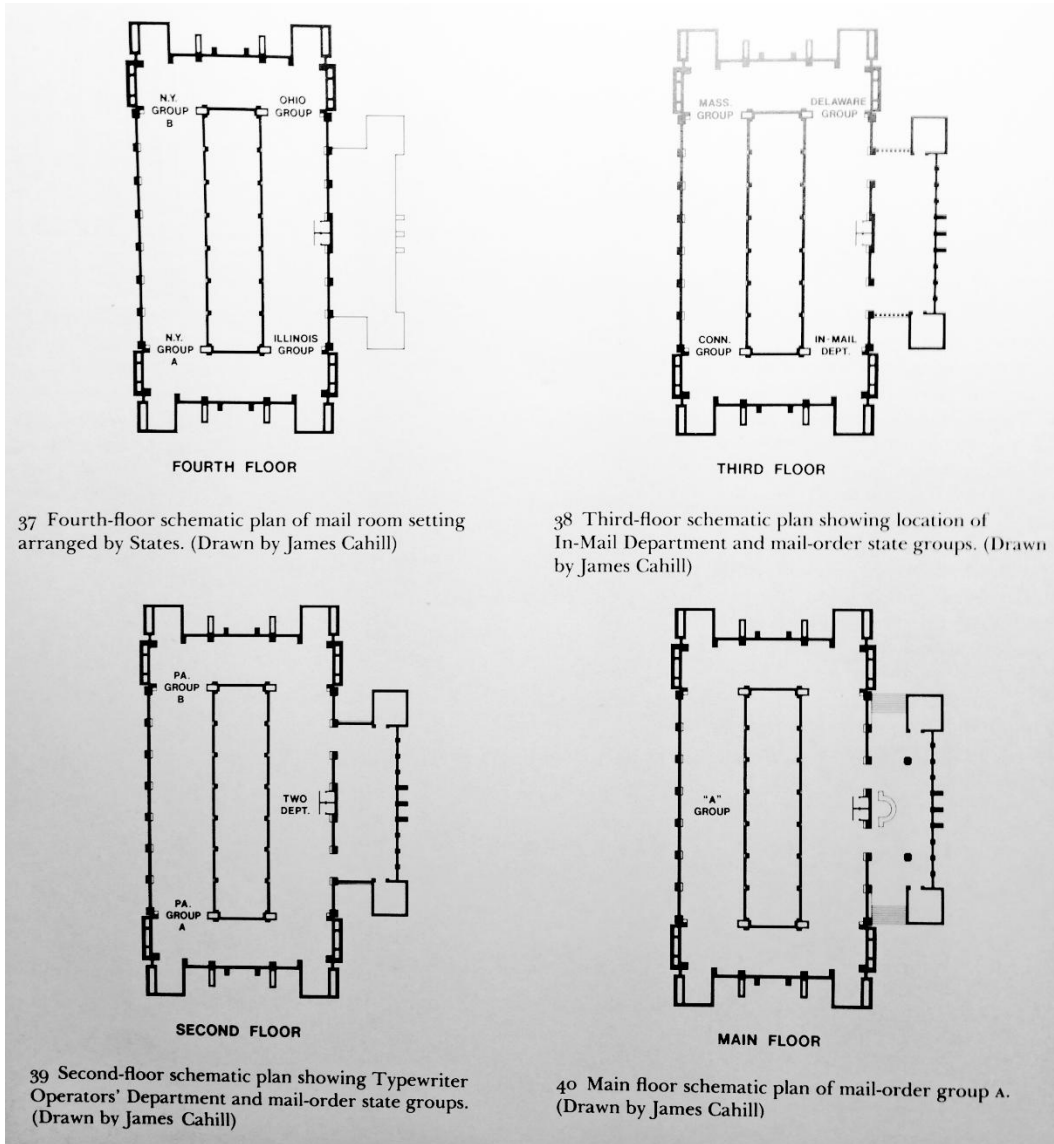 N.Y.
GROUP
B
OHIO
GROUP
N.Y.
GROUP
A
ILLINOIS
GROUP
FOURTH FLOOR
37 Fourth-floor schematic plan of mail room setting
arranged by States. (Drawn by James Cahill)
MASS.
GROUP
DELAWARE
GROUP
CONN.
GROUP
IN-MAIL
DEPT.
THIRD FLOOR
38 Third-floor schematic plan showing location of
In-Mail Department and mail-order state groups. (Drawn
by James Cahill)
PA.
GROUP
B
TWO
DEPT.
PA.
GROUP
A
SECOND FLOOR
39 Second-floor schematic plan showing Typewriter
Operators' Department and mail-order state groups.
(Drawn by James Cahill)
"A"
GROUP
MAIN FLOOR
40 Main floor schematic plan of mail-order group A.
(Drawn by James Cahill)